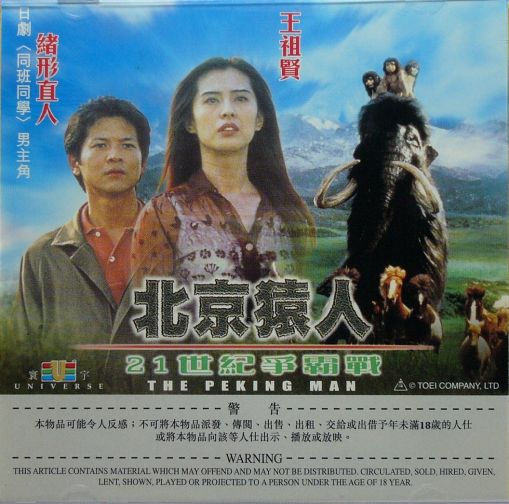 日劇〈同班同學〉男主角
緒形直人
王祖賢
北京猿人
21世紀爭霸戰
THE PEKING MAN
寰 宇
UNIVERSE
© TOEI COMPANY, LTD
警 告
本物品可能令人反感；不可將本物品派發、傳閱、出售、出租、交給或出借予年未滿18歲的人仕
或將本物品向該等人仕出示、播放或放映。
WARNING
THIS ARTICLE CONTAINS MATERIAL WHICH MAY OFFEND AND MAY NOT BE DISTRIBUTED. CIRCULATED, SOLD, HIRED, GIVEN,
LENT, SHOWN, PLAYED OR PROJECTED TO A PERSON UNDER THE AGE OF 18 YEAR.